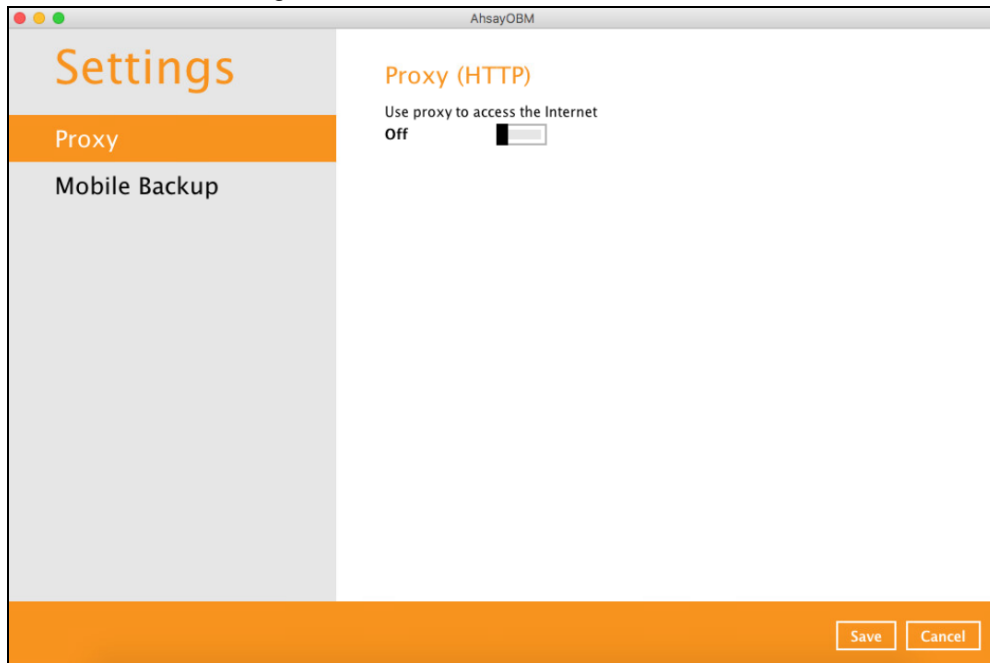 AhsayOBM
Settings
Proxy
Mobile Backup
Proxy (HTTP)
Use proxy to access the Internet
Off
Save
Cancel